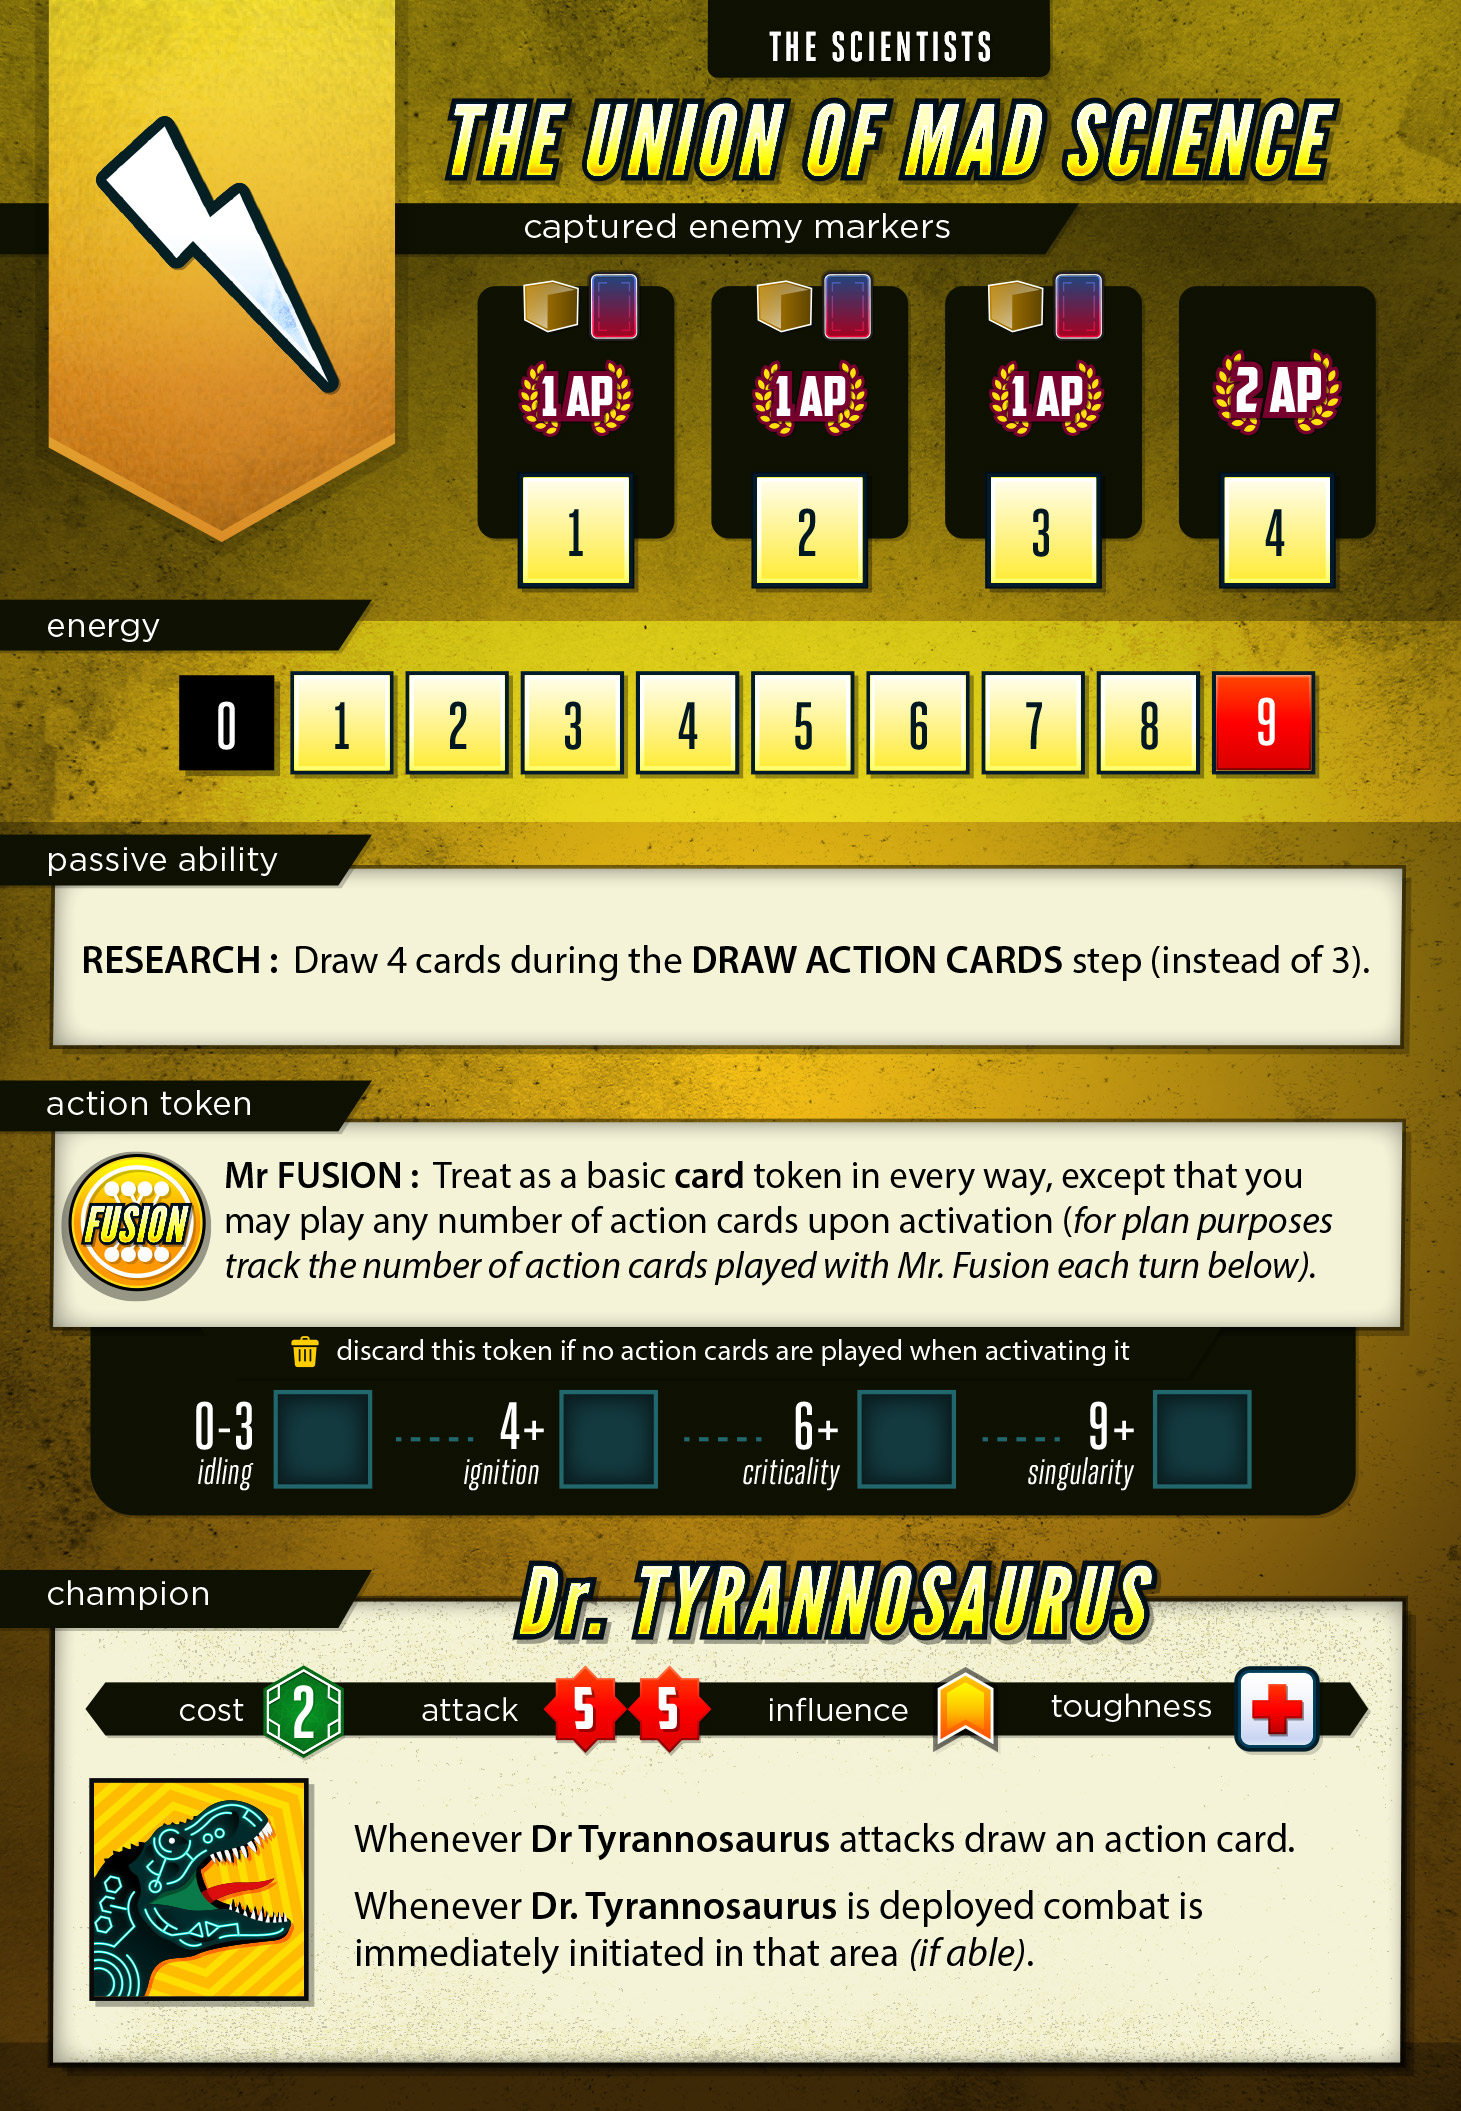 THE SCIENTISTS
THE UNION OF MAD SCIENCE
captured enemy markers
1 AP 1 AP 1 AP 2 AP
1 2 3 4
energy
0 1 2 3 4 5 6 7 8 9
passive ability
RESEARCH : Draw 4 cards during the DRAW ACTION CARDS step (instead of 3).
action token
FUSION
Mr FUSION : Treat as a basic card token in every way, except that you
may play any number of action cards upon activation (for plan purposes
track the number of action cards played with Mr. Fusion each turn below).
discard this token if no action cards are played when activating it
0-3 4+ 6+ 9+
idling ignition criticality singularity
champion
Dr. TYRANNOSAURUS
cost 2 attack 5 5 influence toughness
Whenever Dr Tyrannosaurus attacks draw an action card.
Whenever Dr. Tyrannosaurus is deployed combat is
immediately initiated in that area (if able).